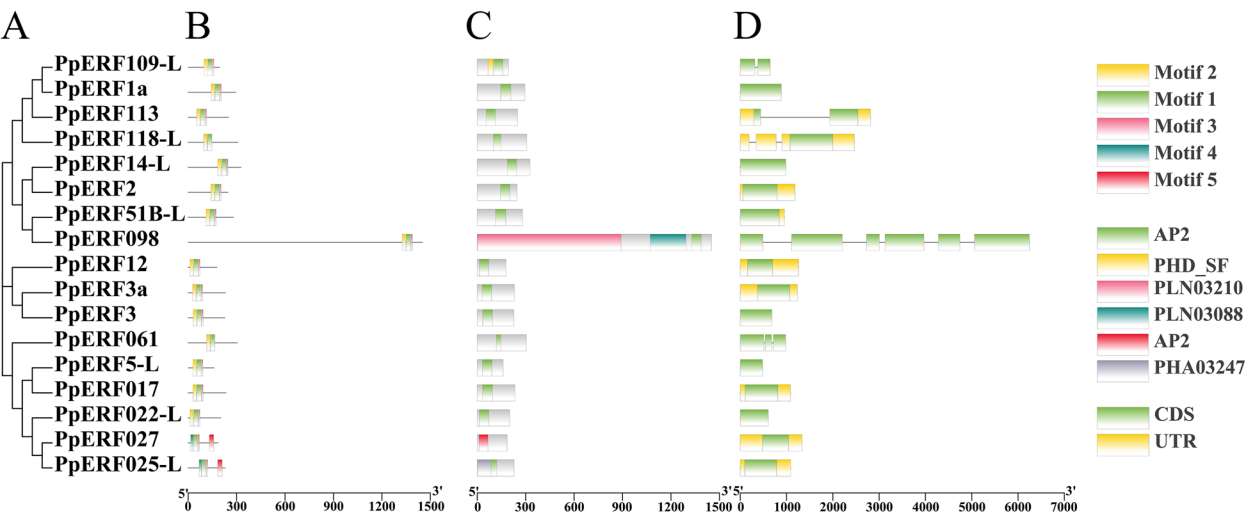 A B C D
PpERF109-L
PpERF1a
PpERF113
PpERF118-L
PpERF14-L
PpERF2
PpERF51B-L
PpERF098
PpERF12
PpERF3a
PpERF3
PpERF061
PpERF5-L
PpERF017
PpERF022-L
PpERF027
PpERF025-L
5' 3'
0 300 600 900 1200 1500
5' 3'
0 300 600 900 1200 1500
5' 3'
0 1000 2000 3000 4000 5000 6000 7000
Motif 2
Motif 1
Motif 3
Motif 4
Motif 5
AP2
PHD_SF
PLN03210
PLN03088
AP2
PHA03247
CDS
UTR